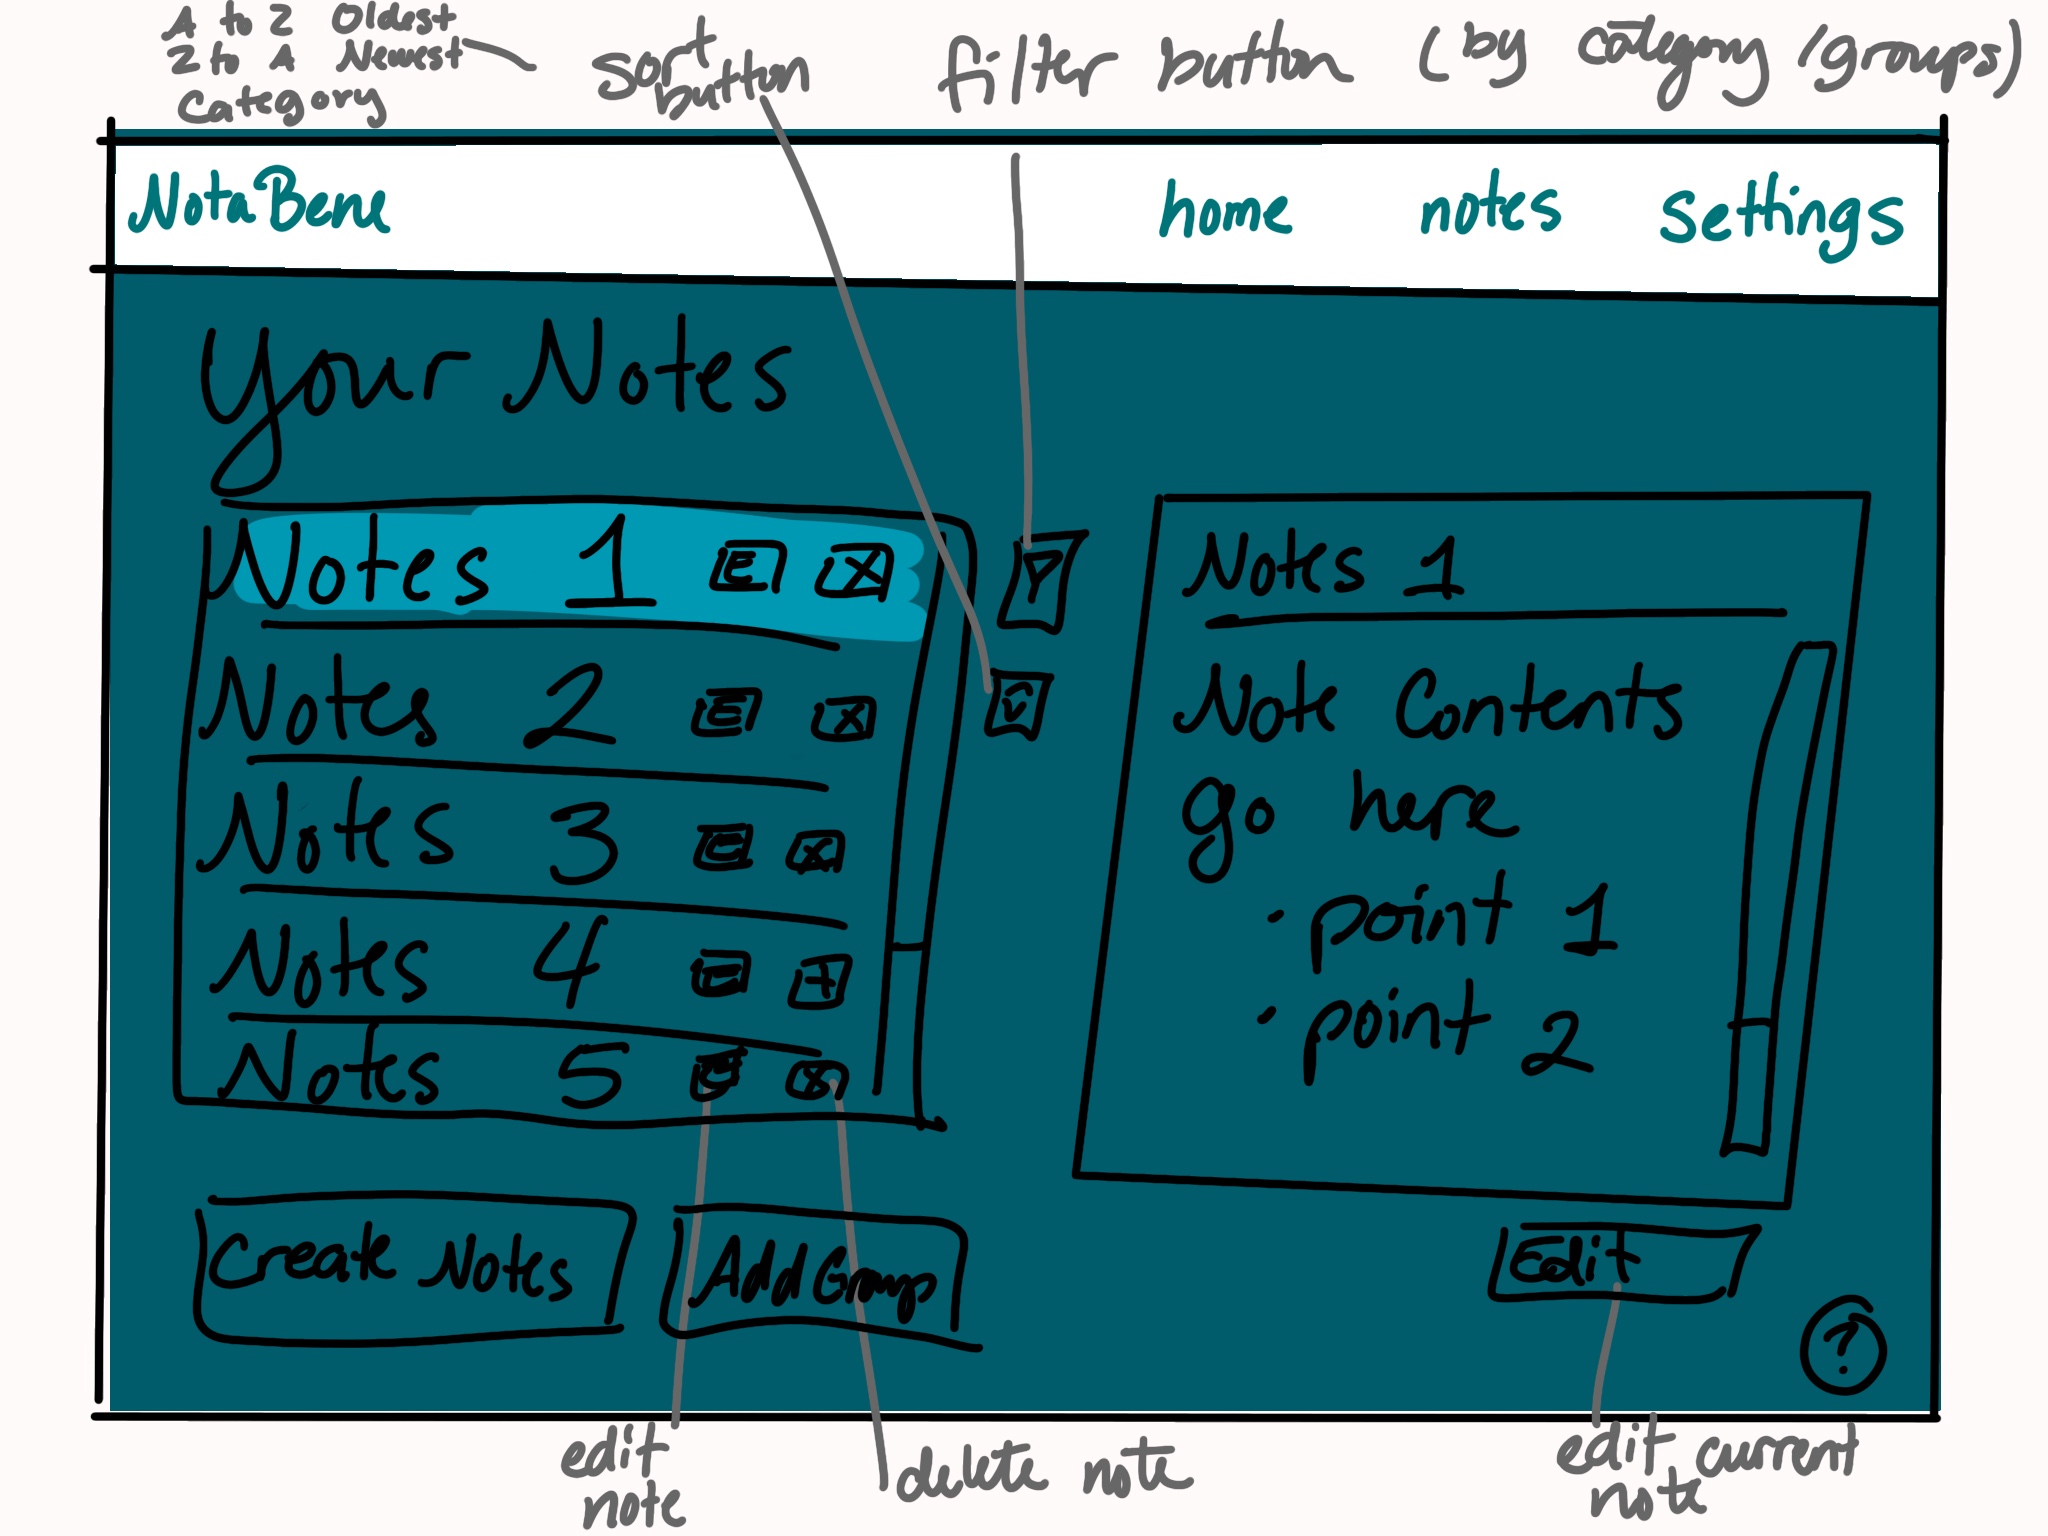 A to Z Oldest
Z to A Newest
Category
sort
button
filter button (by category/groups)
NotaBene
home notes settings
Your Notes
Notes 1 E X
Notes 2 E X
Notes 3 E X
Notes 4 E X
Notes 5 E X
Notes 1
Note Contents
go here
· point 1
· point 2
Create Notes
Add Group
Edit
?
edit
note
delete note
edit current
note